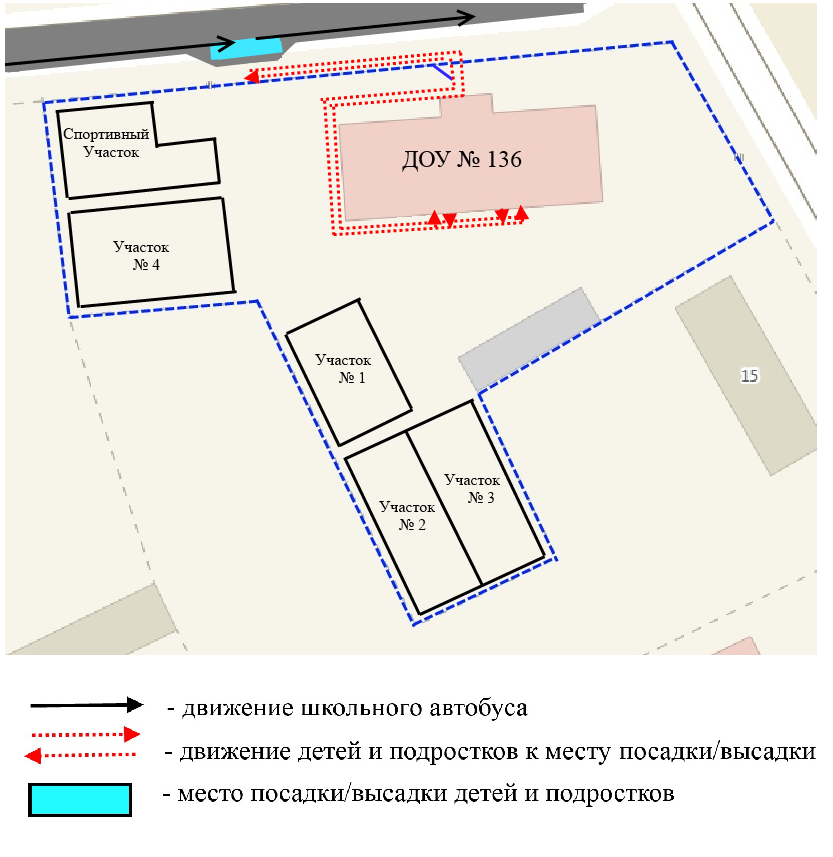 Спортивный
Участок
ДОУ № 136
Участок
№ 4
Участок
№ 1
15
Участок
№ 3
Участок
№ 2
- движение школьного автобуса
- движение детей и подростков к месту посадки/высадки
- место посадки/высадки детей и подростков